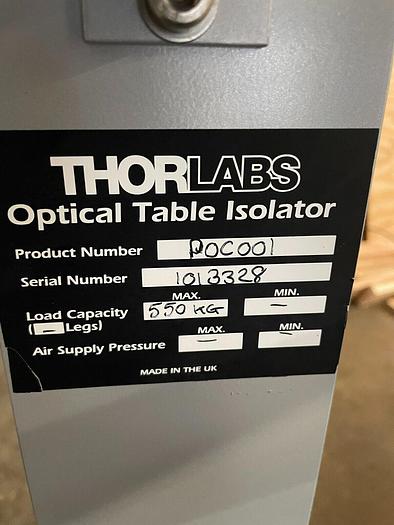 THORLABS
Optical Table Isolator
Product Number POC001
Serial Number 1013328
MAX. MIN.
Load Capacity 550 KG —
(— Legs)
MAX. MIN.
Air Supply Pressure — —
MADE IN THE UK